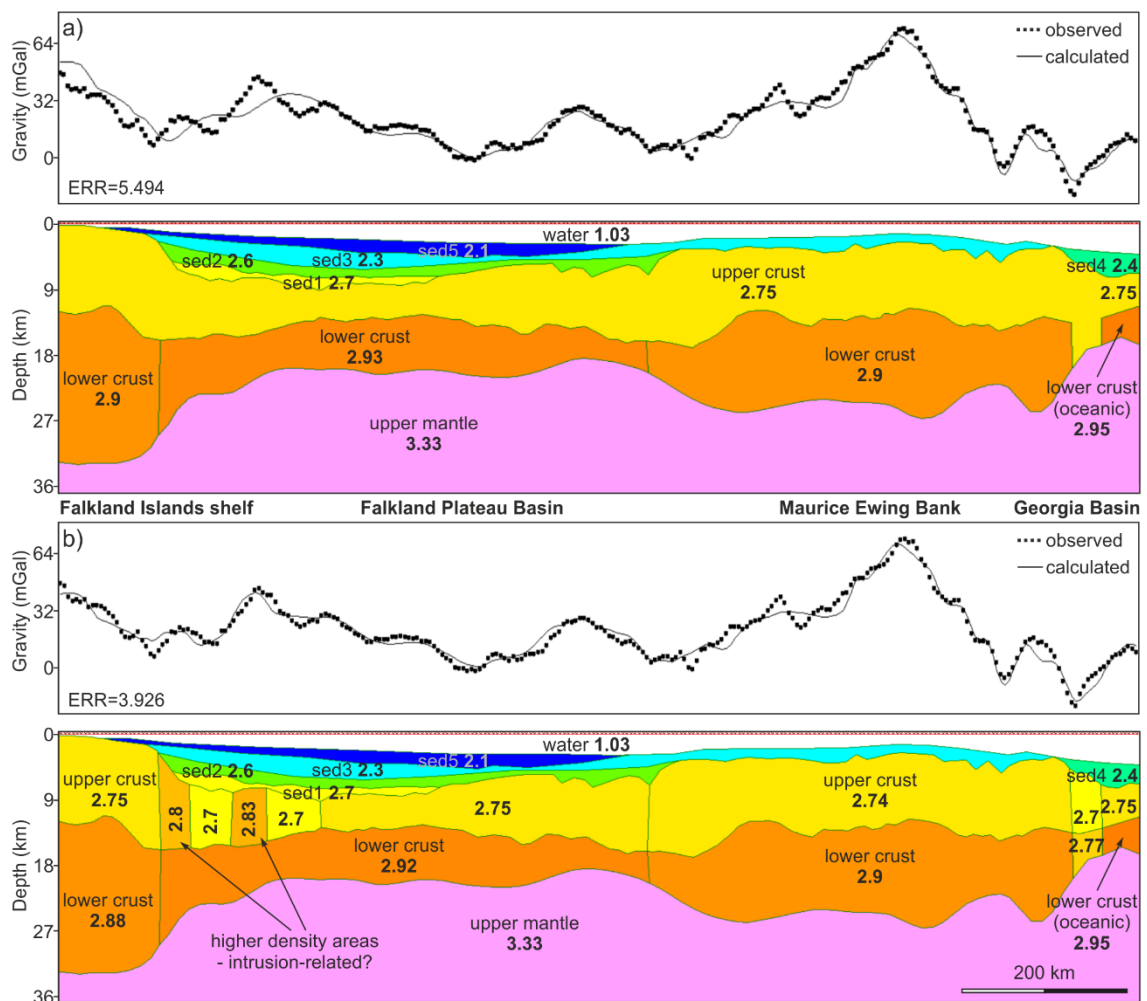 a)
64
32
0
Gravity (mGal)
observed
calculated
ERR=5.494
0
9
18
27
36
Depth (km)
water 1.03
sed5 2.1
sed2 2.6
sed3 2.3
sed1 2.7
sed4 2.4
upper crust
2.75
2.75
lower crust
2.93
lower crust
2.9
lower crust
2.9
lower crust
(oceanic)
2.95
upper mantle
3.33
Falkland Islands shelf
Falkland Plateau Basin
Maurice Ewing Bank
Georgia Basin
b)
64
32
0
Gravity (mGal)
observed
calculated
ERR=3.926
0
9
18
27
36
Depth (km)
water 1.03
sed5 2.1
sed2 2.6
sed3 2.3
sed1 2.7
sed4 2.4
upper crust
2.75
2.8
2.7
2.83
2.7
2.75
upper crust
2.74
2.7
2.75
2.77
lower crust
2.92
lower crust
2.9
lower crust
2.88
lower crust
(oceanic)
2.95
higher density areas
- intrusion-related?
upper mantle
3.33
200 km